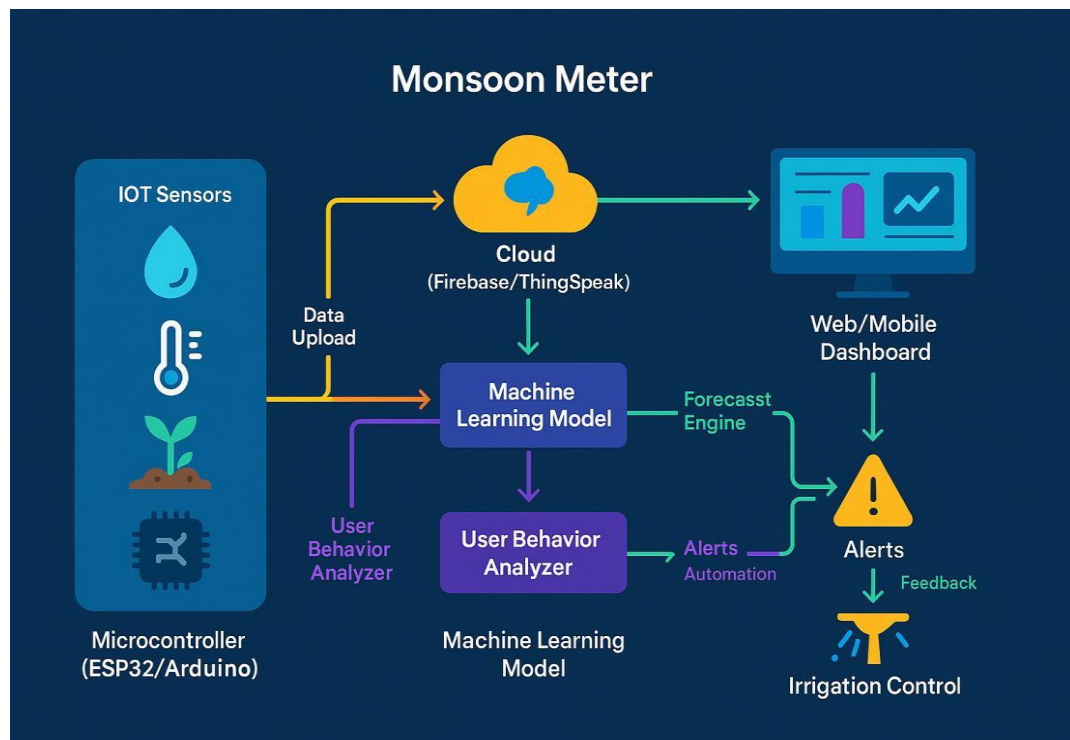 Monsoon Meter
IOT Sensors
Data
Upload
Cloud
(Firebase/ThingSpeak)
Web/Mobile
Dashboard
Machine
Learning Model
Forecasst
Engine
User
Behavior
Analyzer
User Behavior
Analyzer
Alerts
Automation
Alerts
Feedback
Microcontroller
(ESP32/Arduino)
Machine Learning
Model
Irrigation Control